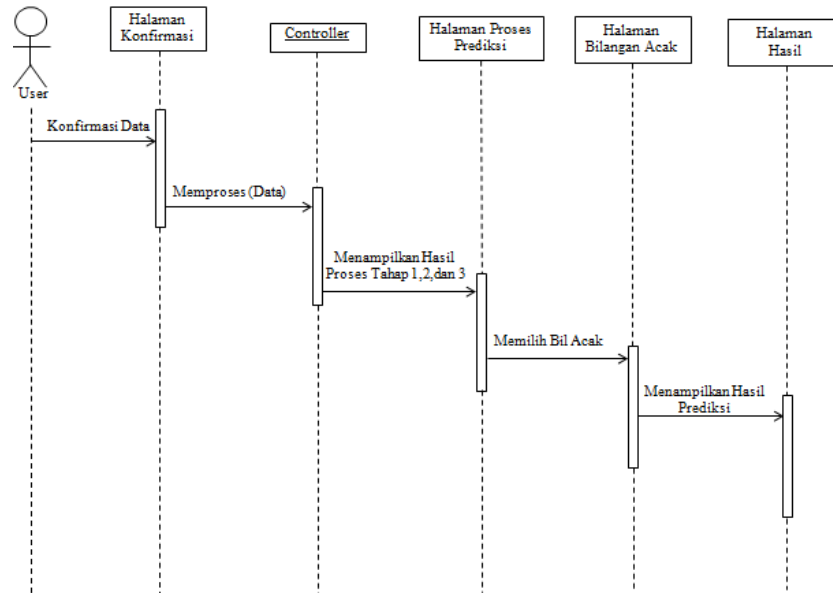 Halaman
Konfirmasi
Controller
Halaman Proses
Prediksi
Halaman
Bilangan Acak
Halaman
Hasil
User
Konfirmasi Data
Memproses (Data)
Menampilkan Hasil
Proses Tahap 1,2,dan 3
Memilih Bil Acak
Menampilkan Hasil
Prediksi